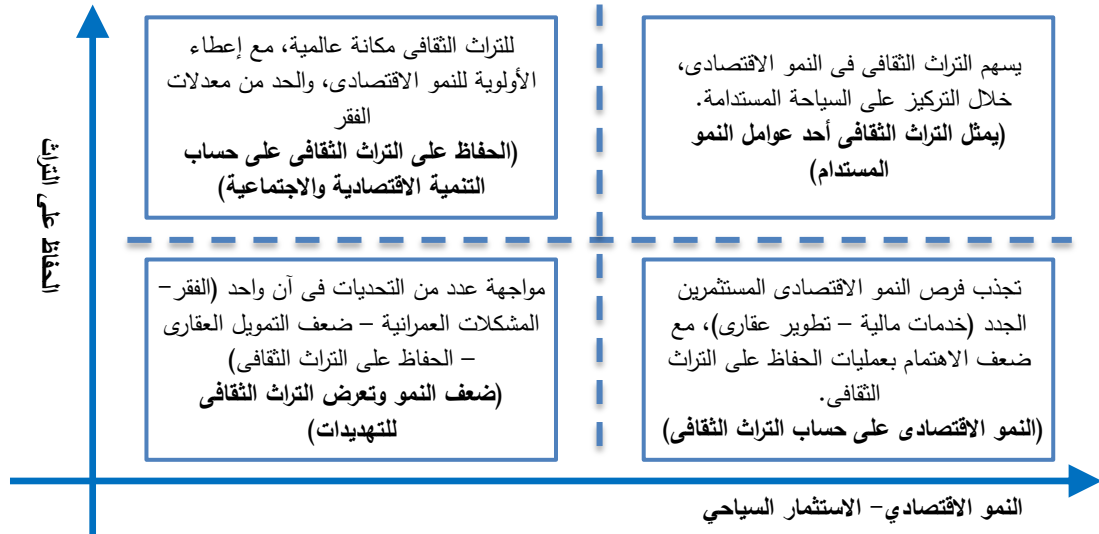 يسهم التراث الثقافى فى النمو الاقتصادى،
خلال التركيز على السياحة المستدامة.
(يمثل التراث الثقافى أحد عوامل النمو
المستدام)
للتراث الثقافى مكانة عالمية، مع إعطاء
الأولوية للنمو الاقتصادى، والحد من معدلات
الفقر
(الحفاظ على التراث الثقافى على حساب
التنمية الاقتصادية والاجتماعية)
الحفاظ على التراث
تجذب فرص النمو الاقتصادى المستثمرين
الجدد (خدمات مالية – تطوير عقارى)، مع
ضعف الاهتمام بعمليات الحفاظ على التراث
الثقافى.
(النمو الاقتصادى على حساب التراث الثقافى)
مواجهة عدد من التحديات فى آن واحد (الفقر –
المشكلات العمرانية – ضعف التمويل العقارى
– الحفاظ على التراث الثقافى)
(ضعف النمو وتعرض التراث الثقافى
للتهديدات)
النمو الاقتصادي– الاستثمار السياحي